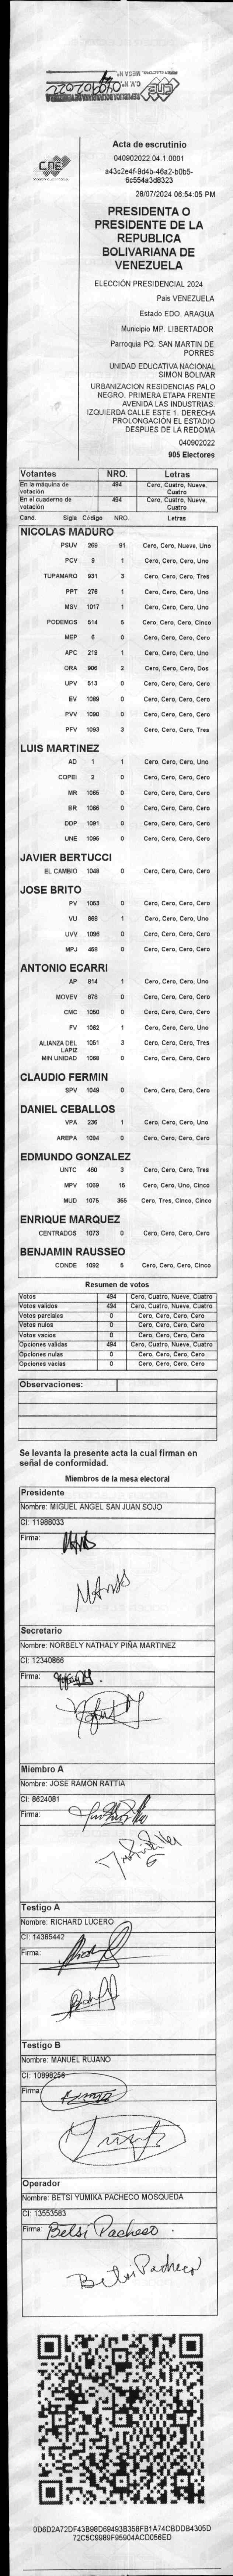 CNE
Acta de escrutinio
040902022.04.1.0001
a43c2e4f-9d4b-46a2-b0b5-
6c554a3d8323
28/07/2024 06:54:05 PM
PRESIDENTA O
PRESIDENTE DE LA
REPUBLICA
BOLIVARIANA DE
VENEZUELA
ELECCIÓN PRESIDENCIAL 2024
País VENEZUELA
Estado EDO. ARAGUA
Municipio MP. LIBERTADOR
Parroquia PQ. SAN MARTIN DE
PORRES
UNIDAD EDUCATIVA NACIONAL
SIMON BOLIVAR
URBANIZACION RESIDENCIAS PALO
NEGRO. PRIMERA ETAPA FRENTE
AVENIDA LAS INDUSTRIAS.
IZQUIERDA CALLE ESTE 1. DERECHA
PROLONGACIÓN EL ESTADIO
DESPUES DE LA REDOMA
040902022
905 Electores
Votantes NRO. Letras
En la máquina de votación 494 Cero, Cuatro, Nueve, Cuatro
En el cuaderno de votación 494 Cero, Cuatro, Nueve, Cuatro
Cand. Sigla Código NRO. Letras
NICOLAS MADURO
PSUV 269 91 Cero, Cero, Nueve, Uno
PCV 9 1 Cero, Cero, Cero, Uno
TUPAMARO 931 3 Cero, Cero, Cero, Tres
PPT 276 1 Cero, Cero, Cero, Uno
MSV 1017 1 Cero, Cero, Cero, Uno
PODEMOS 514 5 Cero, Cero, Cero, Cinco
MEP 6 0 Cero, Cero, Cero, Cero
APC 219 1 Cero, Cero, Cero, Uno
ORA 906 2 Cero, Cero, Cero, Dos
UPV 513 0 Cero, Cero, Cero, Cero
EV 1089 0 Cero, Cero, Cero, Cero
PVV 1090 0 Cero, Cero, Cero, Cero
PFV 1093 3 Cero, Cero, Cero, Tres
LUIS MARTINEZ
AD 1 1 Cero, Cero, Cero, Uno
COPEI 2 0 Cero, Cero, Cero, Cero
MR 1065 0 Cero, Cero, Cero, Cero
BR 1066 0 Cero, Cero, Cero, Cero
DDP 1091 0 Cero, Cero, Cero, Cero
UNE 1095 0 Cero, Cero, Cero, Cero
JAVIER BERTUCCI
EL CAMBIO 1048 0 Cero, Cero, Cero, Cero
JOSE BRITO
PV 1053 0 Cero, Cero, Cero, Cero
VU 868 1 Cero, Cero, Cero, Uno
UVV 1096 0 Cero, Cero, Cero, Cero
MPJ 458 0 Cero, Cero, Cero, Cero
ANTONIO ECARRI
AP 914 1 Cero, Cero, Cero, Uno
MOVEV 878 0 Cero, Cero, Cero, Cero
CMC 1050 0 Cero, Cero, Cero, Cero
FV 1062 1 Cero, Cero, Cero, Uno
ALIANZA DEL LAPIZ 1051 3 Cero, Cero, Cero, Tres
MIN UNIDAD 1068 0 Cero, Cero, Cero, Cero
CLAUDIO FERMIN
SPV 1049 0 Cero, Cero, Cero, Cero
DANIEL CEBALLOS
VPA 236 1 Cero, Cero, Cero, Uno
AREPA 1094 0 Cero, Cero, Cero, Cero
EDMUNDO GONZALEZ
UNTC 460 3 Cero, Cero, Cero, Tres
MPV 1069 15 Cero, Cero, Uno, Cinco
MUD 1075 355 Cero, Tres, Cinco, Cinco
ENRIQUE MARQUEZ
CENTRADOS 1073 0 Cero, Cero, Cero, Cero
BENJAMIN RAUSSEO
CONDE 1092 5 Cero, Cero, Cero, Cinco
Resumen de votos
Votos 494 Cero, Cuatro, Nueve, Cuatro
Votos validos 494 Cero, Cuatro, Nueve, Cuatro
Votos parciales 0 Cero, Cero, Cero, Cero
Votos nulos 0 Cero, Cero, Cero, Cero
Votos vacios 0 Cero, Cero, Cero, Cero
Opciones validas 494 Cero, Cuatro, Nueve, Cuatro
Opciones nulas 0 Cero, Cero, Cero, Cero
Opciones vacias 0 Cero, Cero, Cero, Cero
Observaciones:
Se levanta la presente acta la cual firman en
señal de conformidad.
Miembros de la mesa electoral
Presidente
Nombre: MIGUEL ANGEL SAN JUAN SOJO
CI: 11988033
Firma:
Secretario
Nombre: NORBELY NATHALY PIÑA MARTINEZ
CI: 12340866
Firma:
Miembro A
Nombre: JOSE RAMON RATTIA
CI: 8624081
Firma:
Testigo A
Nombre: RICHARD LUCERO
CI: 14385442
Firma:
Testigo B
Nombre: MANUEL RUJANO
CI: 10898256
Firma:
Operador
Nombre: BETSI YUMIKA PACHECO MOSQUEDA
CI: 13553583
Firma: Betsi Pacheco
Betsi Pacheco
0D6D2A72DF43B98D69493B358FB1A74CBDDB4305D
72C5C9989F95904ACD056ED